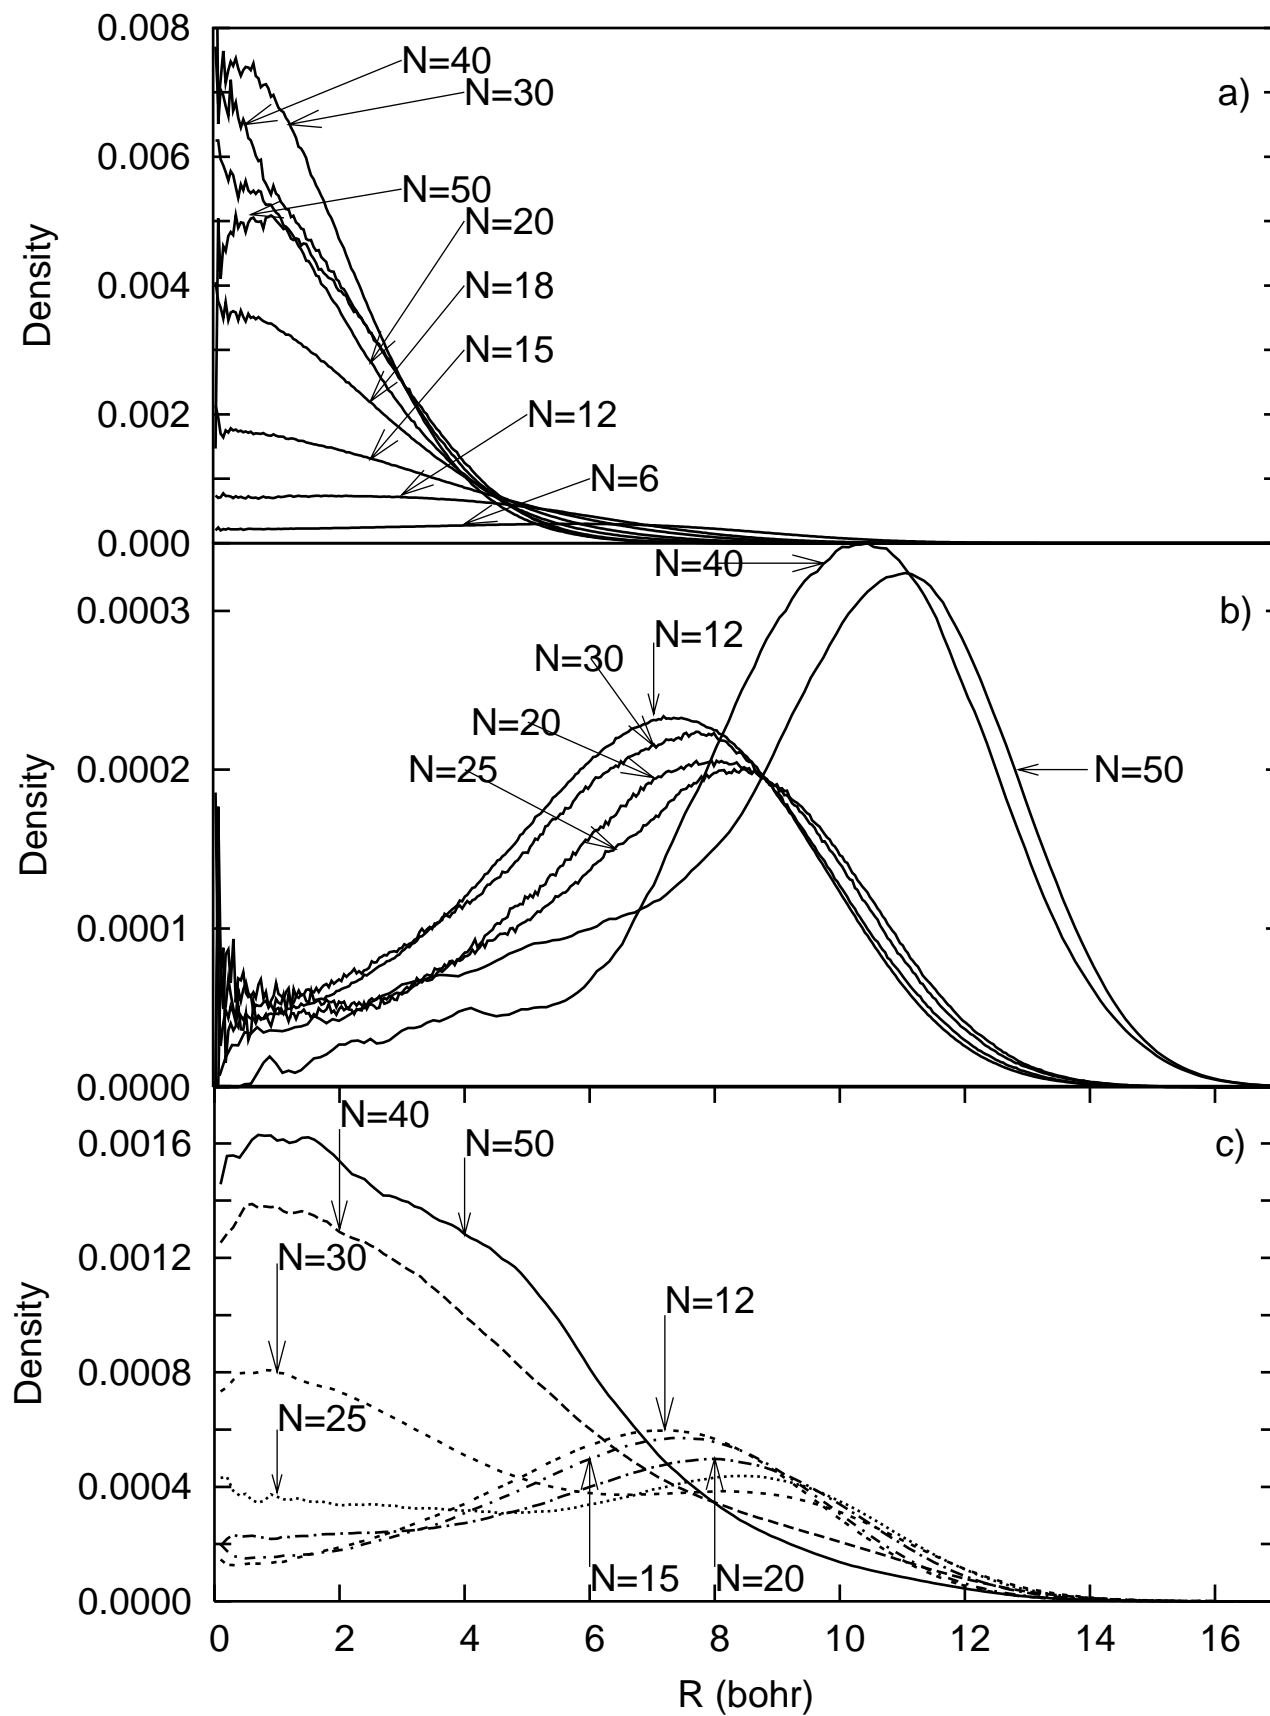 0.008
N=40
N=30
a)
0.006
N=50
N=20
0.004
N=18
N=15
0.002
N=12
N=6
0.000
Density
N=40
0.0003
b)
N=12
N=30
N=20
0.0002
N=25
N=50
0.0001
0.0000
Density
N=40
0.0016
N=50
c)
0.0012
N=30
N=12
0.0008
N=25
0.0004
N=15
N=20
0.0000
Density
0 2 4 6 8 10 12 14 16
R (bohr)